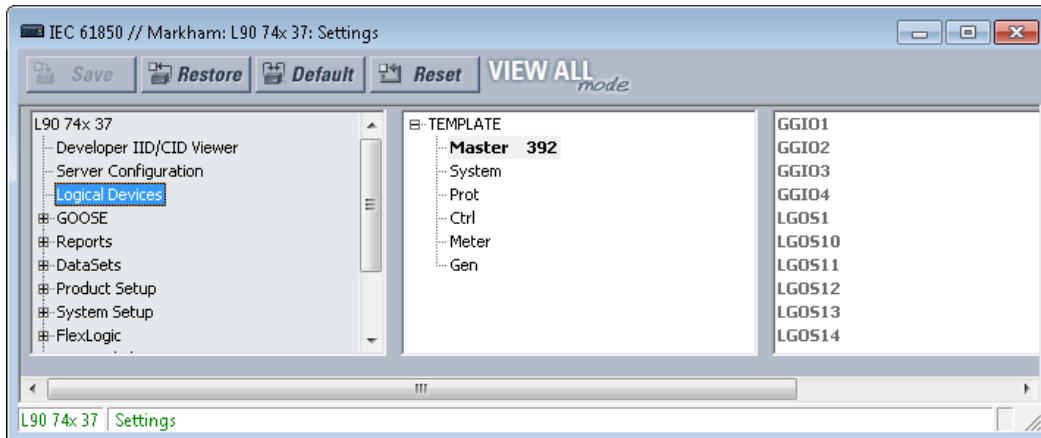 IEC 61850 // Markham: L90 74x 37: Settings
Save Restore Default Reset VIEW ALL mode
L90 74x 37
Developer IID/CID Viewer
Server Configuration
Logical Devices
GOOSE
Reports
DataSets
Product Setup
System Setup
FlexLogic
TEMPLATE
Master 392
System
Prot
Ctrl
Meter
Gen
GGIO1
GGIO2
GGIO3
GGIO4
LGOS1
LGOS10
LGOS11
LGOS12
LGOS13
LGOS14
L90 74x 37 Settings